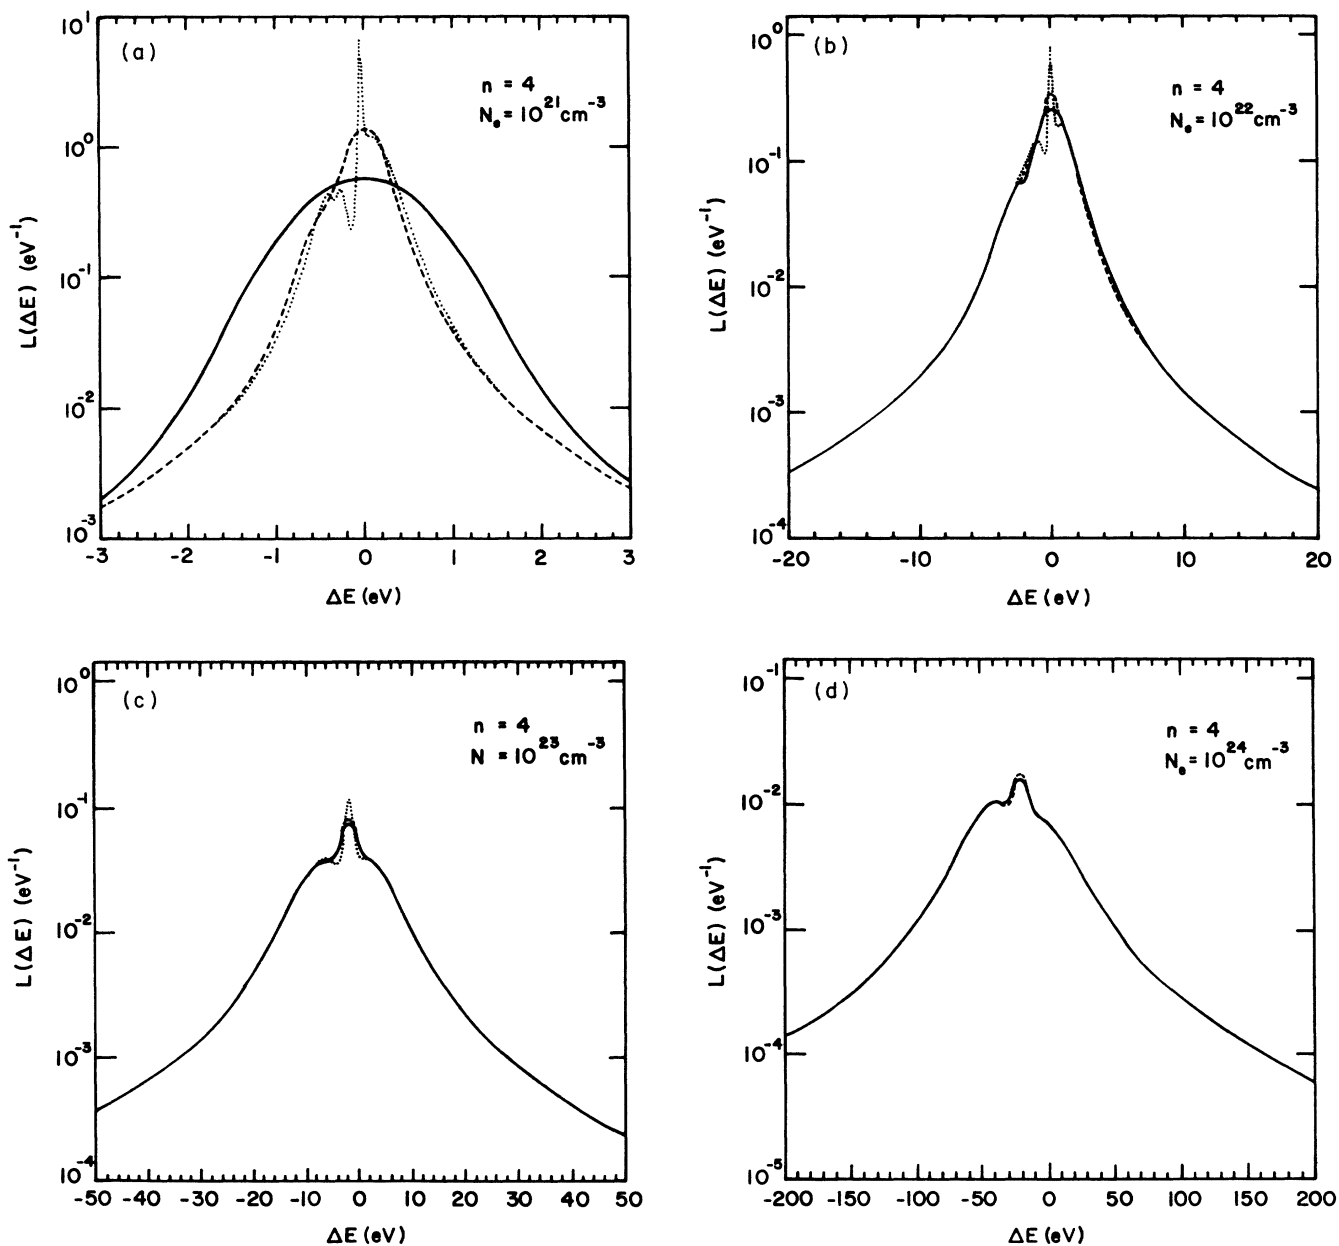 (a)
n = 4
Nₑ = 10²¹ cm⁻³
10¹
10⁰
10⁻¹
10⁻²
10⁻³
L(ΔE) (eV⁻¹)
-3 -2 -1 0 1 2 3
ΔE (eV)
(b)
n = 4
Nₑ = 10²² cm⁻³
10⁰
10⁻¹
10⁻²
10⁻³
10⁻⁴
L(ΔE) (eV⁻¹)
-20 -10 0 10 20
ΔE (eV)
(c)
n = 4
N = 10²³ cm⁻³
10⁰
10⁻¹
10⁻²
10⁻³
10⁻⁴
L(ΔE) (eV⁻¹)
-50 -40 -30 -20 -10 0 10 20 30 40 50
ΔE (eV)
(d)
n = 4
Nₑ = 10²⁴ cm⁻³
10⁻¹
10⁻²
10⁻³
10⁻⁴
10⁻⁵
L(ΔE) (eV⁻¹)
-200 -150 -100 -50 0 50 100 150 200
ΔE (eV)